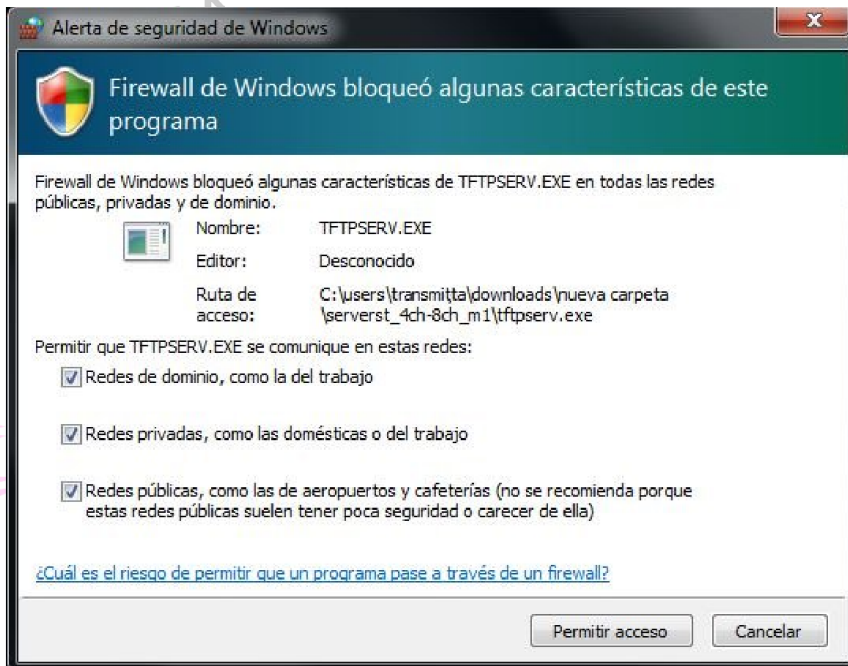 Alerta de seguridad de Windows
Firewall de Windows bloqueó algunas características de este
programa
Firewall de Windows bloqueó algunas características de TFTPSERV.EXE en todas las redes
públicas, privadas y de dominio.
Nombre: TFTPSERV.EXE
Editor: Desconocido
Ruta de acceso: C:\users\transmitta\downloads\nueva carpeta
\serverst_4ch-8ch_m1\tftpserv.exe
Permitir que TFTPSERV.EXE se comunique en estas redes:
Redes de dominio, como la del trabajo
Redes privadas, como las domésticas o del trabajo
Redes públicas, como las de aeropuertos y cafeterías (no se recomienda porque
estas redes públicas suelen tener poca seguridad o carecer de ella)
¿Cuál es el riesgo de permitir que un programa pase a través de un firewall?
Permitir acceso Cancelar